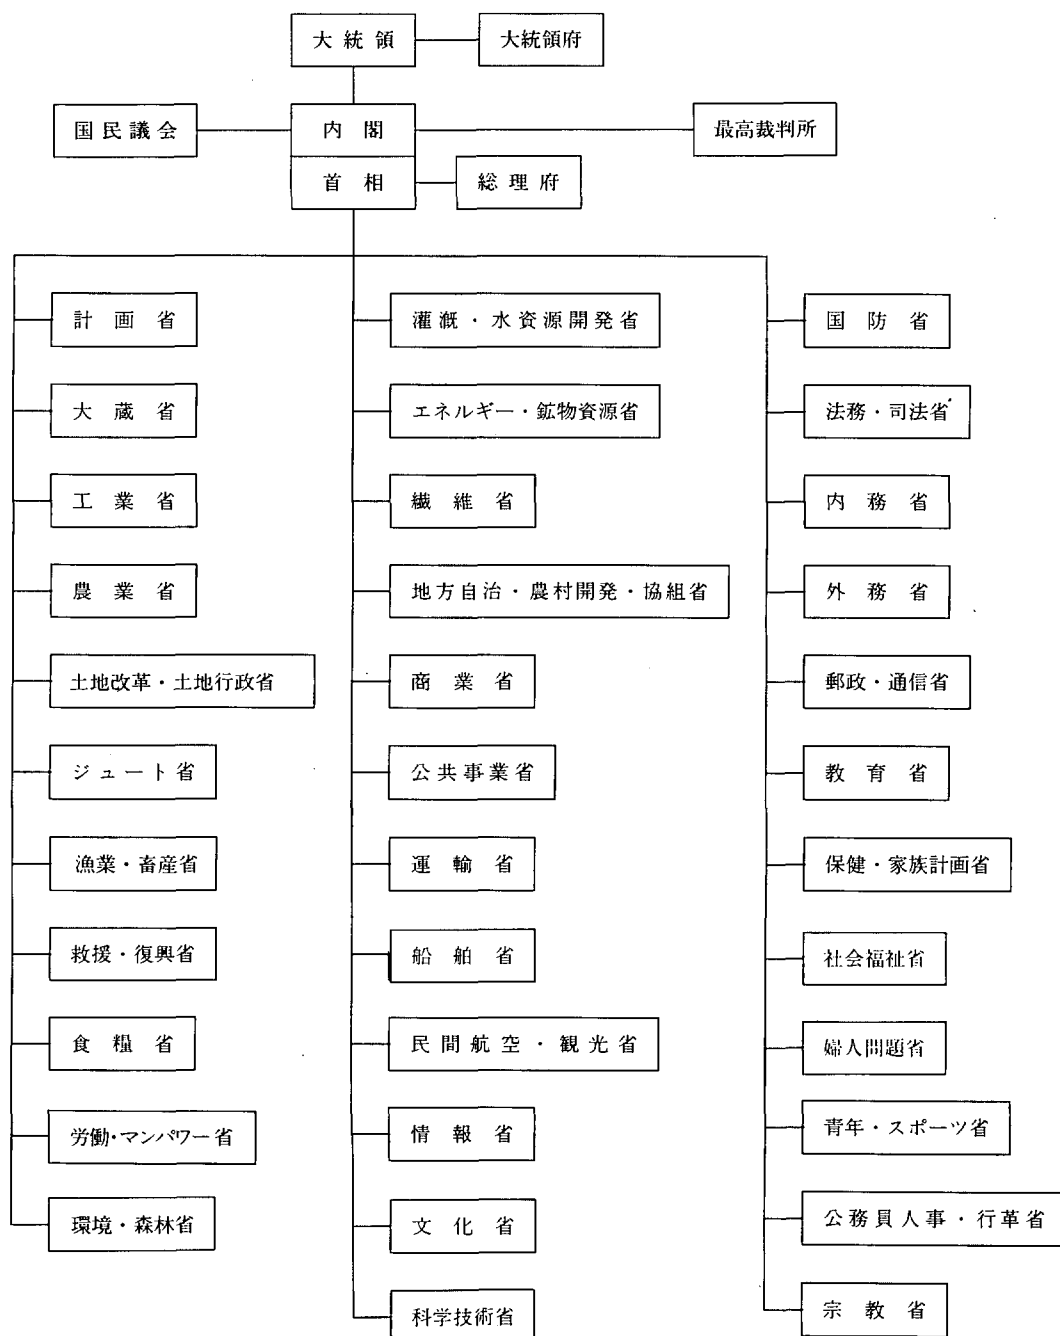 大統領
大統領府
国民議会
内閣
最高裁判所
首相
総理府
計画省
大蔵省
工業省
農業省
土地改革・土地行政省
ジュート省
漁業・畜産省
救援・復興省
食糧省
労働・マンパワー省
環境・森林省
灌漑・水資源開発省
エネルギー・鉱物資源省
繊維省
地方自治・農村開発・協組省
商業省
公共事業省
運輸省
船舶省
民間航空・観光省
情報省
文化省
科学技術省
国防省
法務・司法省
内務省
外務省
郵政・通信省
教育省
保健・家族計画省
社会福祉省
婦人問題省
青年・スポーツ省
公務員人事・行革省
宗教省